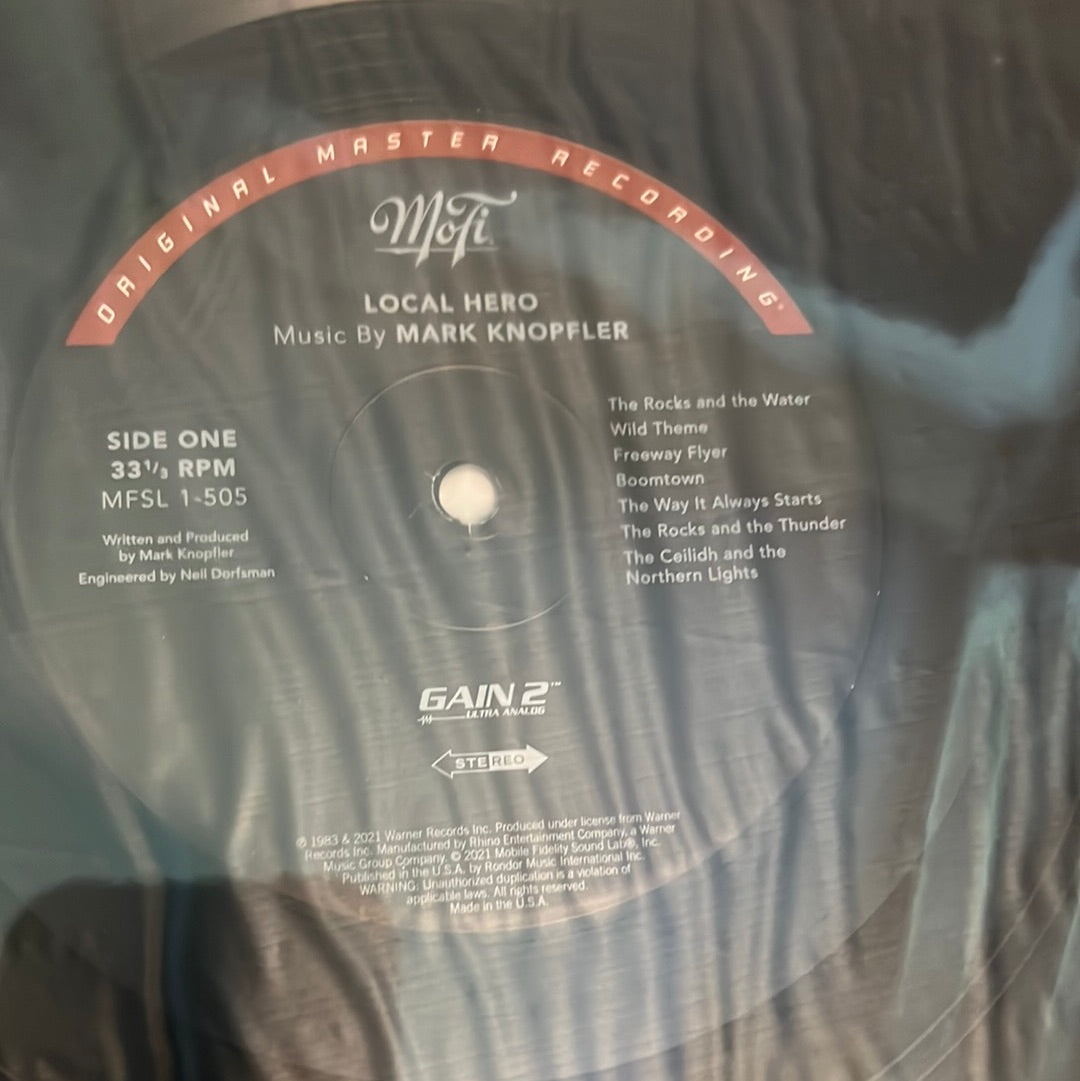 ORIGINAL MASTER RECORDING®
MoFi
LOCAL HERO
Music By MARK KNOPFLER
SIDE ONE
33 1/3 RPM
MFSL 1-505
Written and Produced
by Mark Knopfler
Engineered by Neil Dorfsman
The Rocks and the Water
Wild Theme
Freeway Flyer
Boomtown
The Way It Always Starts
The Rocks and the Thunder
The Ceilidh and the
Northern Lights
GAIN 2™
ULTRA ANALOG
STEREO
℗ 1983 & 2021 Warner Records Inc. Produced under license from Warner
Records Inc. Manufactured by Rhino Entertainment Company, a Warner
Music Group Company. © 2021 Mobile Fidelity Sound Lab®, Inc.
Published in the U.S.A. by Rondor Music International Inc.
WARNING: Unauthorized duplication is a violation of
applicable laws. All rights reserved.
Made in the U.S.A.